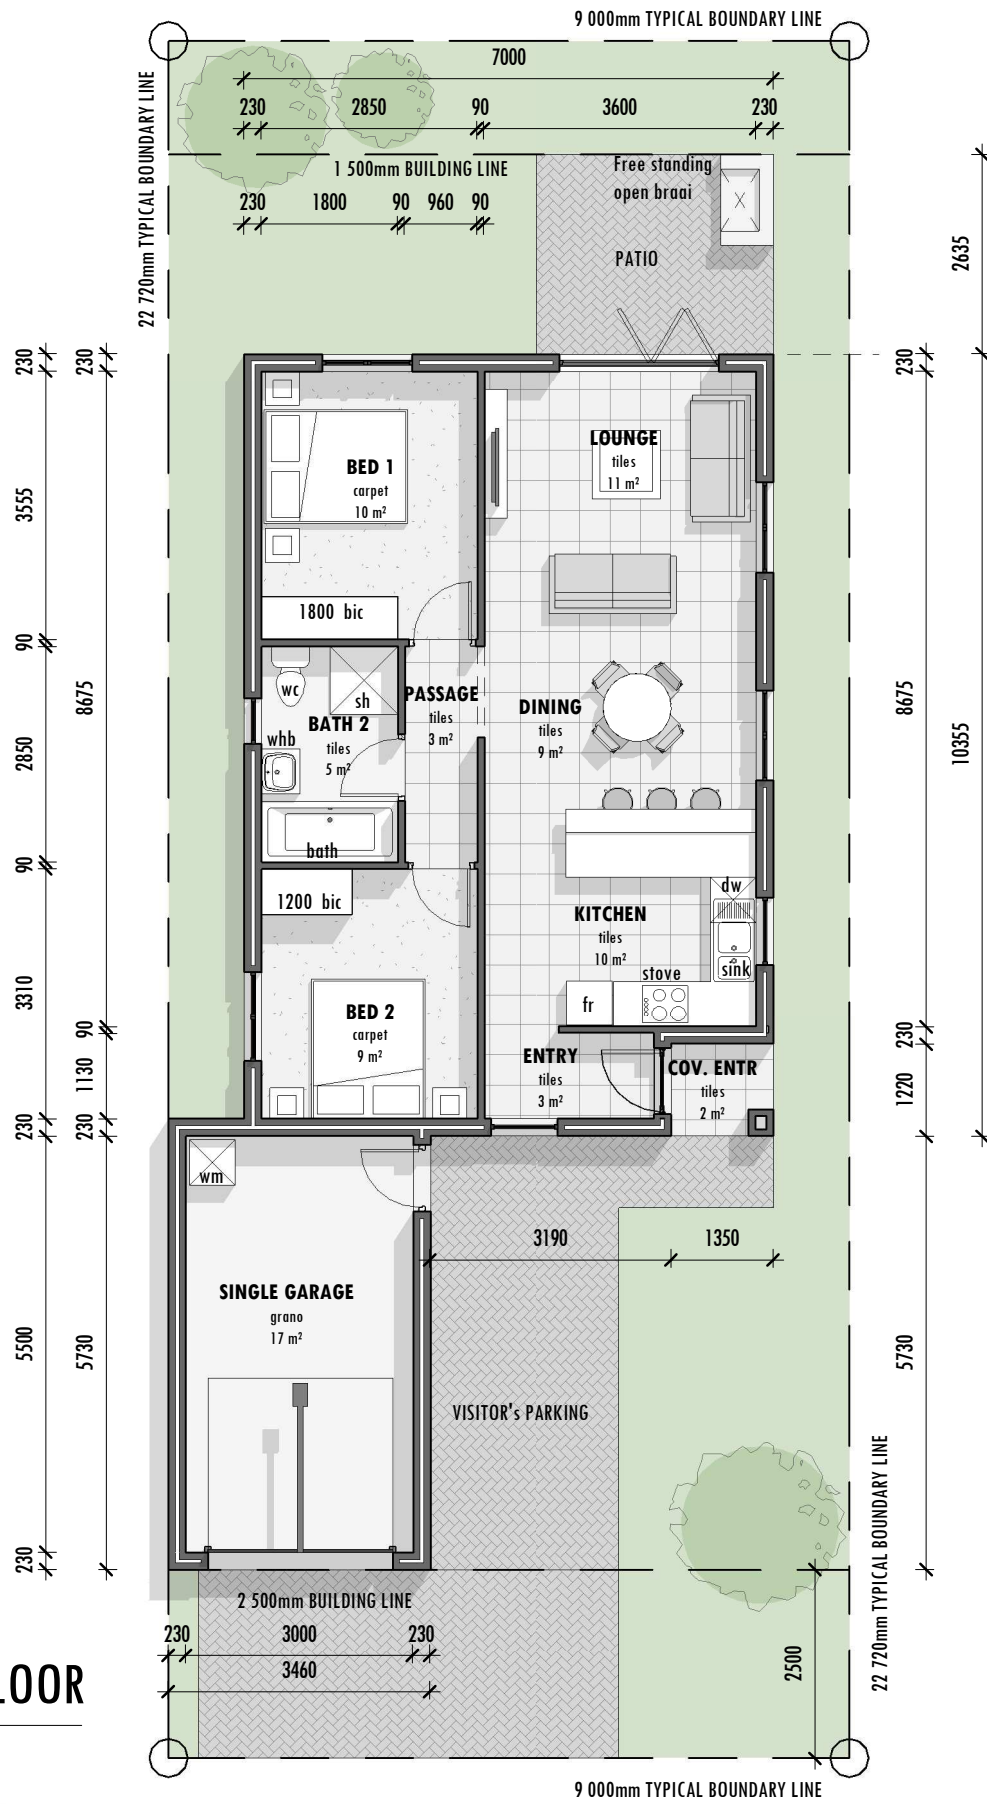 9 000mm TYPICAL BOUNDARY LINE
7000
230 2850 90 3600 230
1 500mm BUILDING LINE
230 1800 90 960 90
22 720mm TYPICAL BOUNDARY LINE
Free standing
open braai
PATIO
2635
230
230
230
3555
90
2850
90
3310
230
8675
90
1130
230
8675
230
1220
10355
BED 1
carpet
10 m²
1800 bic
LOUNGE
tiles
11 m²
wc
sh
BATH 2
tiles
5 m²
whb
bath
PASSAGE
tiles
3 m²
DINING
tiles
9 m²
1200 bic
KITCHEN
tiles
10 m²
dw
sink
stove
fr
BED 2
carpet
9 m²
ENTRY
tiles
3 m²
COV. ENTR
tiles
2 m²
wm
3190 1350
SINGLE GARAGE
grano
17 m²
5500
5730
5730
230
VISITOR's PARKING
2 500mm BUILDING LINE
230 3000 230
3460
2500
22 720mm TYPICAL BOUNDARY LINE
LOOR
9 000mm TYPICAL BOUNDARY LINE